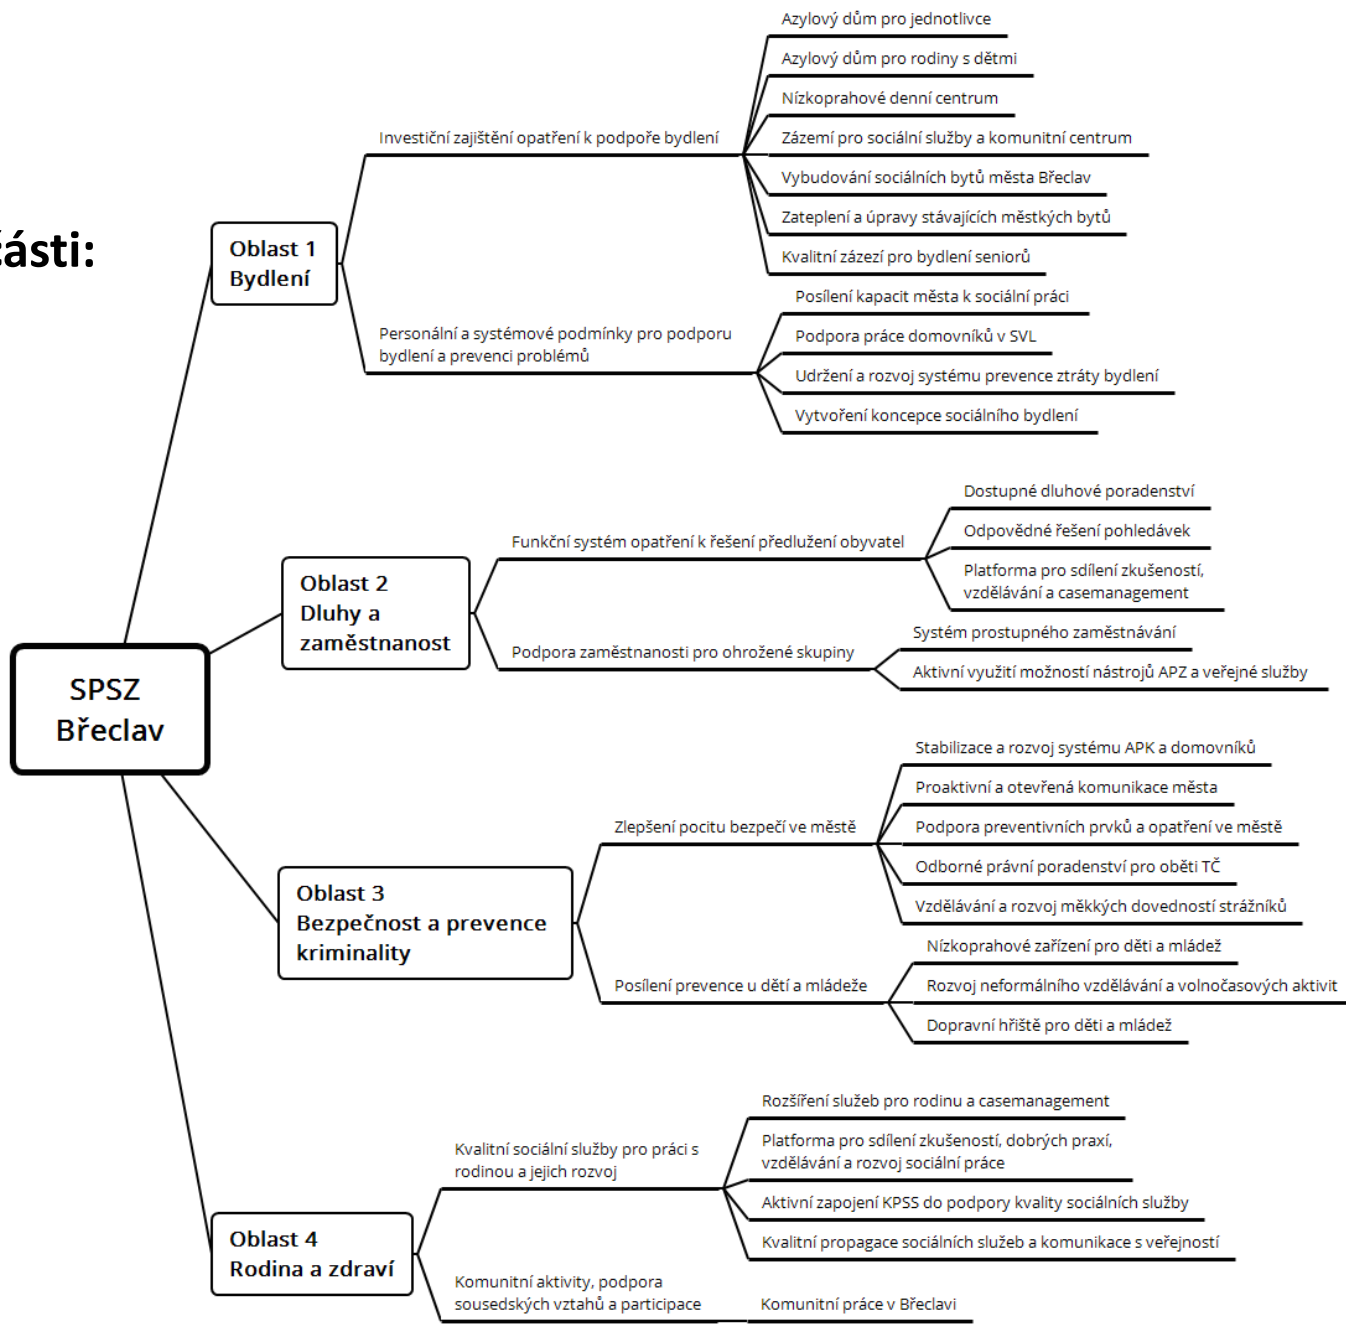 části:
SPSZ
Břeclav
Oblast 1
Bydlení
Investiční zajištění opatření k podpoře bydlení
Azylový dům pro jednotlivce
Azylový dům pro rodiny s dětmi
Nízkoprahové denní centrum
Zázemí pro sociální služby a komunitní centrum
Vybudování sociálních bytů města Břeclav
Zateplení a úpravy stávajících městkých bytů
Kvalitní zázezí pro bydlení seniorů
Personální a systémové podmínky pro podporu
bydlení a prevenci problémů
Posílení kapacit města k sociální práci
Podpora práce domovníků v SVL
Udržení a rozvoj systému prevence ztráty bydlení
Vytvoření koncepce sociálního bydlení
Oblast 2
Dluhy a
zaměstnanost
Funkční systém opatření k řešení předlužení obyvatel
Dostupné dluhové poradenství
Odpovědné řešení pohledávek
Platforma pro sdílení zkušeností,
vzdělávání a casemanagement
Podpora zaměstnanosti pro ohrožené skupiny
Systém prostupného zaměstnávání
Aktivní využití možností nástrojů APZ a veřejné služby
Oblast 3
Bezpečnost a prevence
kriminality
Zlepšení pocitu bezpečí ve městě
Stabilizace a rozvoj systému APK a domovníků
Proaktivní a otevřená komunikace města
Podpora preventivních prvků a opatření ve městě
Odborné právní poradenství pro oběti TČ
Vzdělávání a rozvoj měkkých dovedností strážníků
Posílení prevence u dětí a mládeže
Nízkoprahové zařízení pro děti a mládež
Rozvoj neformálního vzdělávání a volnočasových aktivit
Dopravní hřiště pro děti a mládež
Oblast 4
Rodina a zdraví
Kvalitní sociální služby pro práci s
rodinou a jejich rozvoj
Rozšíření služeb pro rodinu a casemanagement
Platforma pro sdílení zkušeností, dobrých praxí,
vzdělávání a rozvoj sociální práce
Aktivní zapojení KPSS do podpory kvality sociálních služby
Kvalitní propagace sociálních služeb a komunikace s veřejností
Komunitní aktivity, podpora
sousedských vztahů a participace
Komunitní práce v Břeclavi